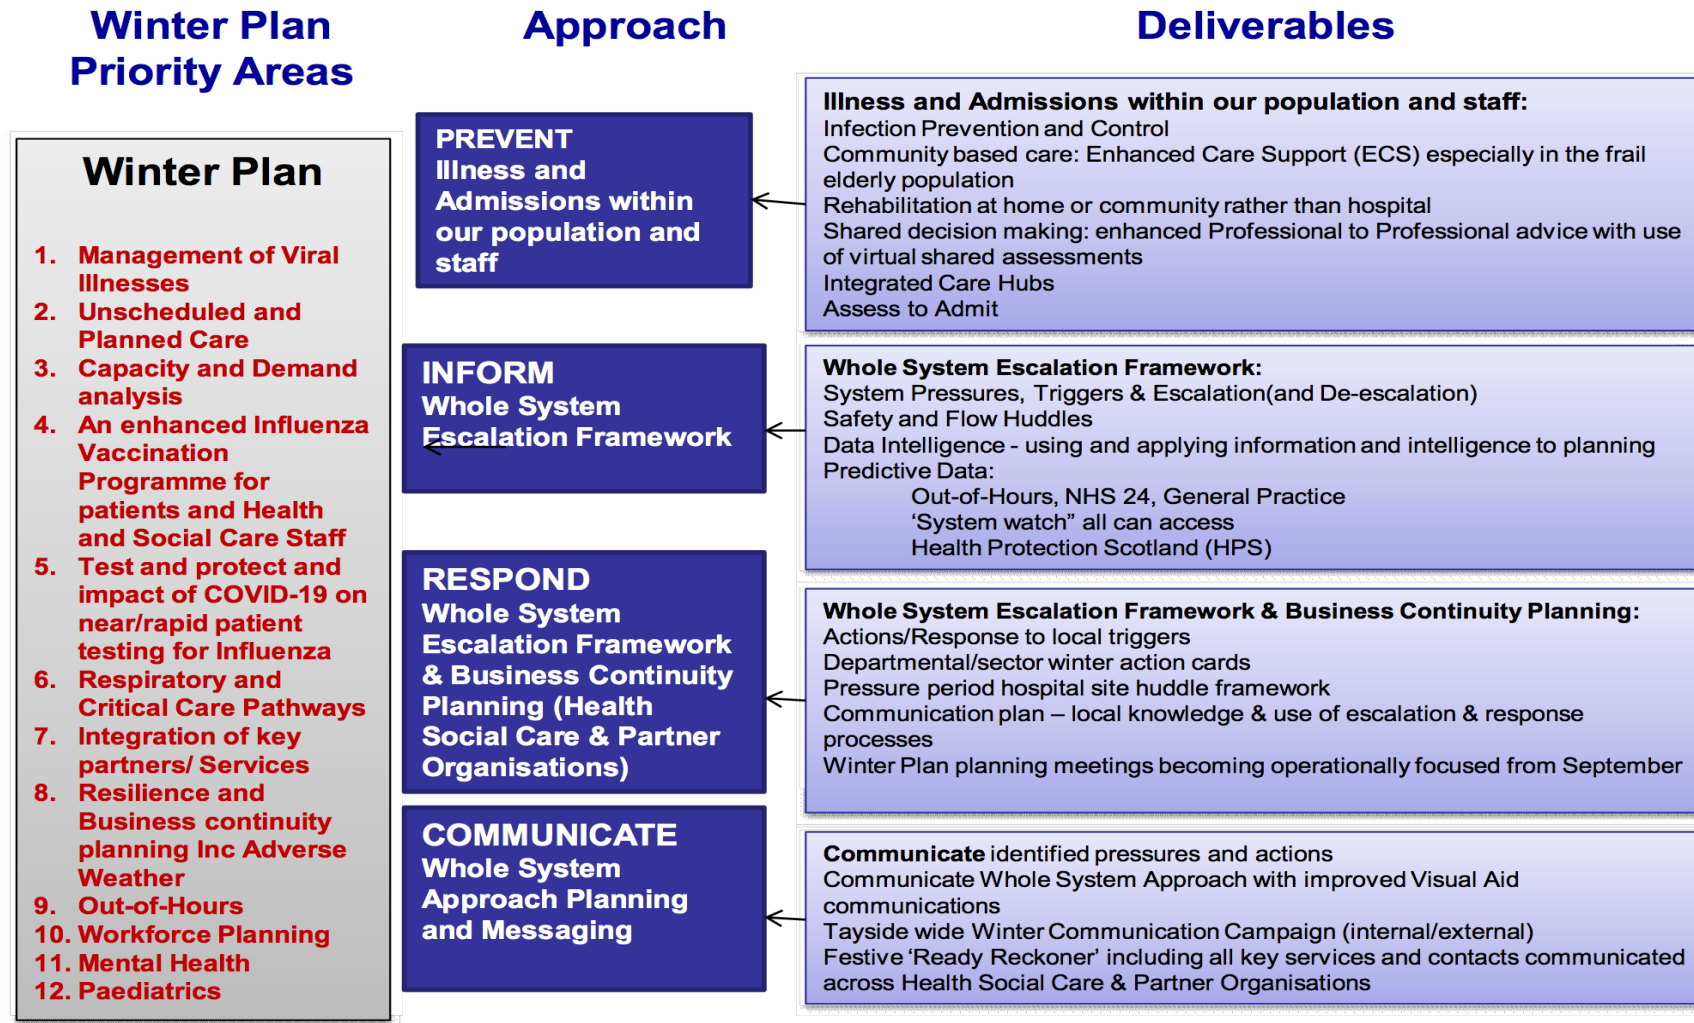 Winter Plan
Priority Areas
Approach
Deliverables
Winter Plan
1. Management of Viral
Illnesses
2. Unscheduled and
Planned Care
3. Capacity and Demand
analysis
4. An enhanced Influenza
Vaccination
Programme for
patients and Health
and Social Care Staff
5. Test and protect and
impact of COVID-19 on
near/rapid patient
testing for Influenza
6. Respiratory and
Critical Care Pathways
7. Integration of key
partners/ Services
8. Resilience and
Business continuity
planning Inc Adverse
Weather
9. Out-of-Hours
10. Workforce Planning
11. Mental Health
12. Paediatrics
PREVENT
Illness and
Admissions within
our population and
staff
INFORM
Whole System
Escalation Framework
RESPOND
Whole System
Escalation Framework
& Business Continuity
Planning (Health
Social Care & Partner
Organisations)
COMMUNICATE
Whole System
Approach Planning
and Messaging
Illness and Admissions within our population and staff:
Infection Prevention and Control
Community based care: Enhanced Care Support (ECS) especially in the frail
elderly population
Rehabilitation at home or community rather than hospital
Shared decision making: enhanced Professional to Professional advice with use
of virtual shared assessments
Integrated Care Hubs
Assess to Admit
Whole System Escalation Framework:
System Pressures, Triggers & Escalation(and De-escalation)
Safety and Flow Huddles
Data Intelligence - using and applying information and intelligence to planning
Predictive Data:
Out-of-Hours, NHS 24, General Practice
‘System watch” all can access
Health Protection Scotland (HPS)
Whole System Escalation Framework & Business Continuity Planning:
Actions/Response to local triggers
Departmental/sector winter action cards
Pressure period hospital site huddle framework
Communication plan – local knowledge & use of escalation & response
processes
Winter Plan planning meetings becoming operationally focused from September
Communicate identified pressures and actions
Communicate Whole System Approach with improved Visual Aid
communications
Tayside wide Winter Communication Campaign (internal/external)
Festive ‘Ready Reckoner’ including all key services and contacts communicated
across Health Social Care & Partner Organisations